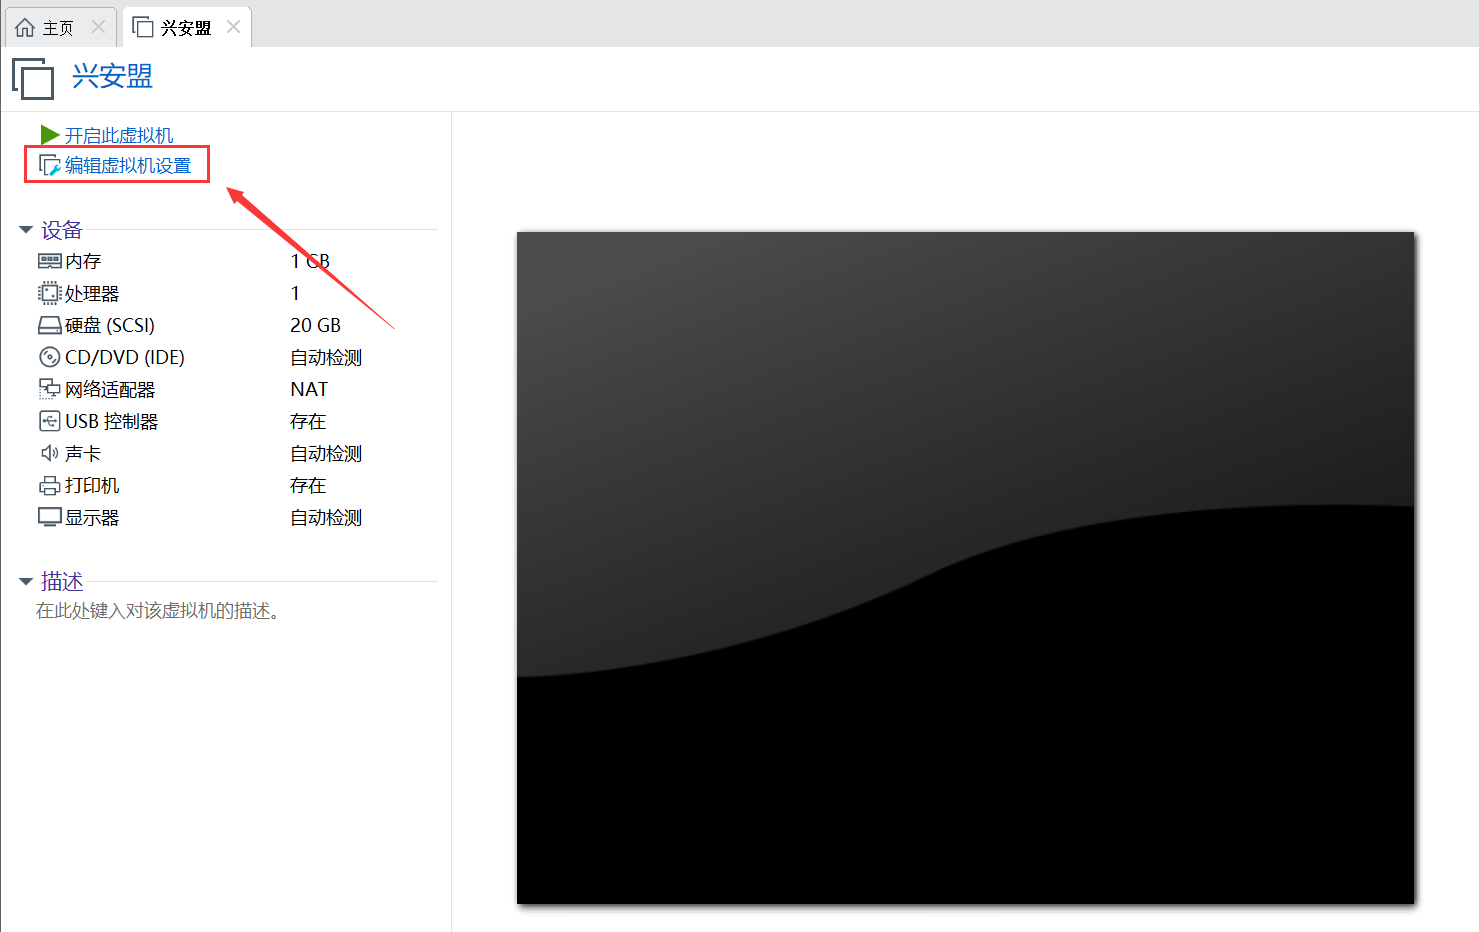 主页
兴安盟
兴安盟
开启此虚拟机
编辑虚拟机设置
设备
内存 1 GB
处理器 1
硬盘 (SCSI) 20 GB
CD/DVD (IDE) 自动检测
网络适配器 NAT
USB 控制器 存在
声卡 自动检测
打印机 存在
显示器 自动检测
描述
在此处键入对该虚拟机的描述。